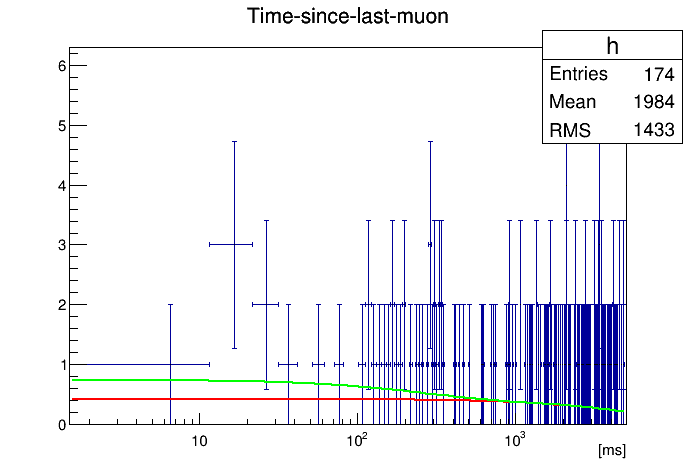 Time-since-last-muon
h
Entries 174
Mean 1984
RMS 1433
6
5
4
3
2
1
0
10
10²
10³
[ms]